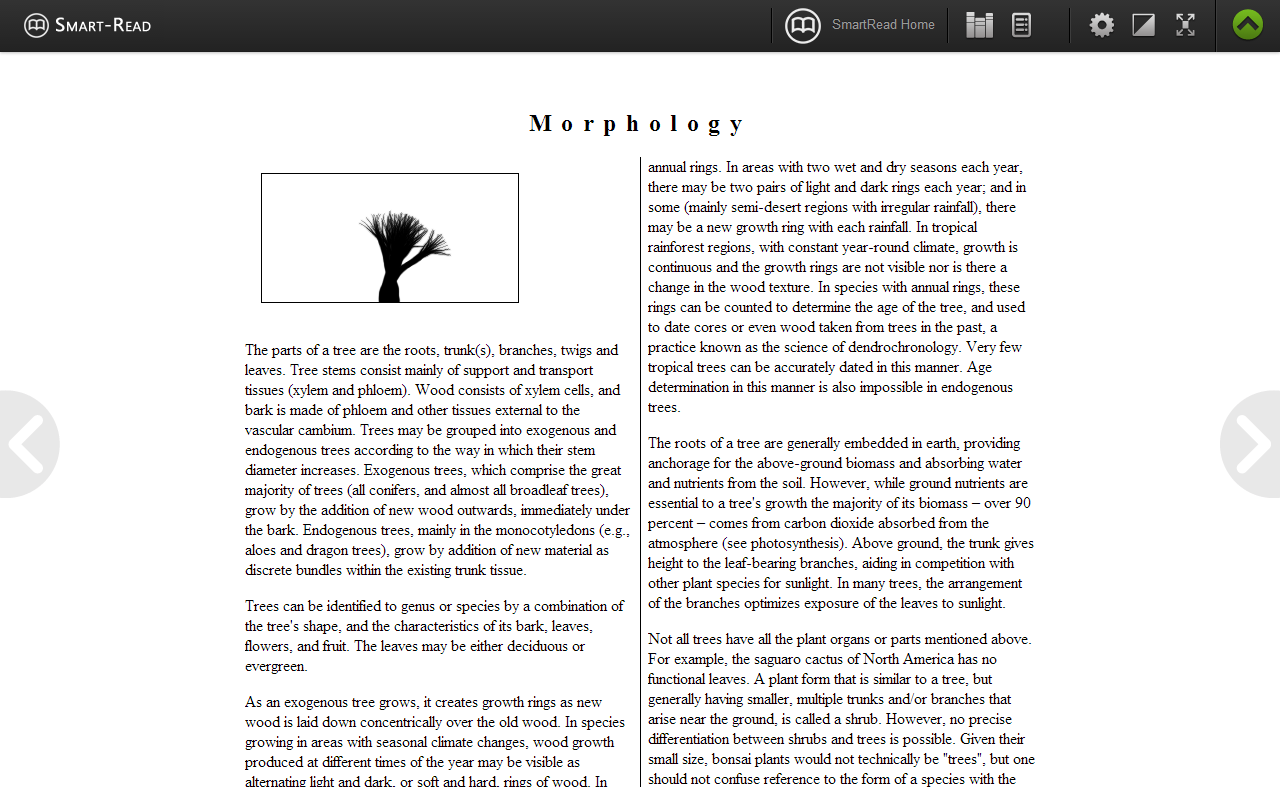 Smart-Read
SmartRead Home
Morphology
The parts of a tree are the roots, trunk(s), branches, twigs and
leaves. Tree stems consist mainly of support and transport
tissues (xylem and phloem). Wood consists of xylem cells, and
bark is made of phloem and other tissues external to the
vascular cambium. Trees may be grouped into exogenous and
endogenous trees according to the way in which their stem
diameter increases. Exogenous trees, which comprise the great
majority of trees (all conifers, and almost all broadleaf trees),
grow by the addition of new wood outwards, immediately under
the bark. Endogenous trees, mainly in the monocotyledons (e.g.,
aloes and dragon trees), grow by addition of new material as
discrete bundles within the existing trunk tissue.
Trees can be identified to genus or species by a combination of
the tree's shape, and the characteristics of its bark, leaves,
flowers, and fruit. The leaves may be either deciduous or
evergreen.
As an exogenous tree grows, it creates growth rings as new
wood is laid down concentrically over the old wood. In species
growing in areas with seasonal climate changes, wood growth
produced at different times of the year may be visible as
alternating light and dark, or soft and hard, rings of wood. In
annual rings. In areas with two wet and dry seasons each year,
there may be two pairs of light and dark rings each year; and in
some (mainly semi-desert regions with irregular rainfall), there
may be a new growth ring with each rainfall. In tropical
rainforest regions, with constant year-round climate, growth is
continuous and the growth rings are not visible nor is there a
change in the wood texture. In species with annual rings, these
rings can be counted to determine the age of the tree, and used
to date cores or even wood taken from trees in the past, a
practice known as the science of dendrochronology. Very few
tropical trees can be accurately dated in this manner. Age
determination in this manner is also impossible in endogenous
trees.
The roots of a tree are generally embedded in earth, providing
anchorage for the above-ground biomass and absorbing water
and nutrients from the soil. However, while ground nutrients are
essential to a tree's growth the majority of its biomass – over 90
percent – comes from carbon dioxide absorbed from the
atmosphere (see photosynthesis). Above ground, the trunk gives
height to the leaf-bearing branches, aiding in competition with
other plant species for sunlight. In many trees, the arrangement
of the branches optimizes exposure of the leaves to sunlight.
Not all trees have all the plant organs or parts mentioned above.
For example, the saguaro cactus of North America has no
functional leaves. A plant form that is similar to a tree, but
generally having smaller, multiple trunks and/or branches that
arise near the ground, is called a shrub. However, no precise
differentiation between shrubs and trees is possible. Given their
small size, bonsai plants would not technically be "trees", but one
should not confuse reference to the form of a species with the